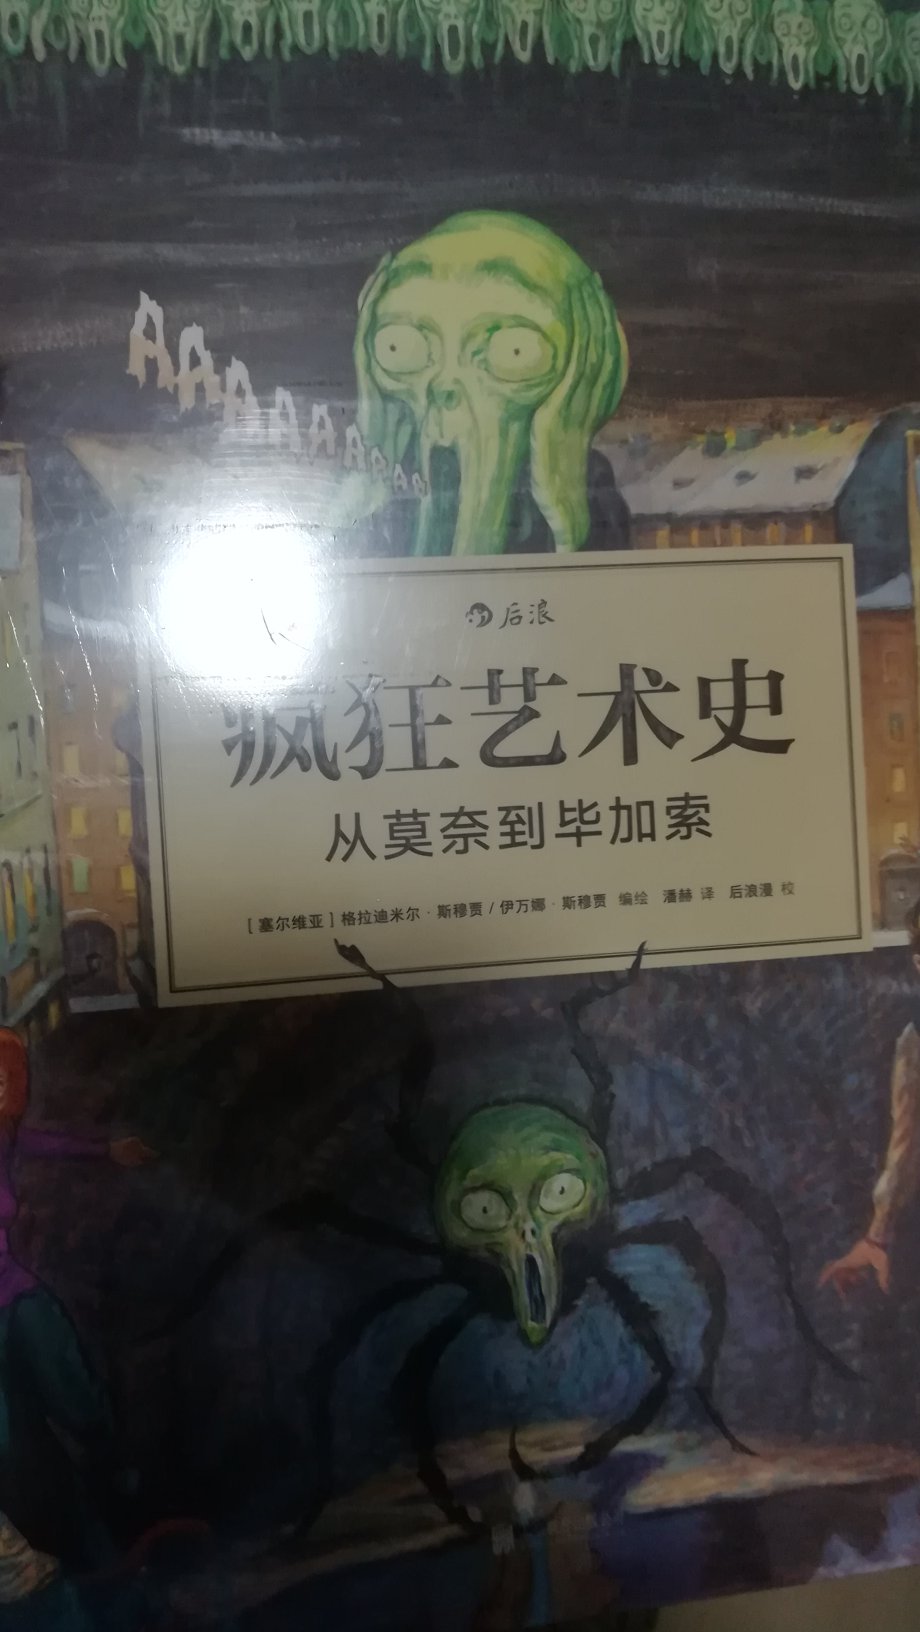 AAAAAAAAA
后浪
疯狂艺术史
从莫奈到毕加索
[塞尔维亚]格拉迪米尔·斯穆贾/伊万娜·斯穆贾 编绘 潘赫 译 后浪漫 校